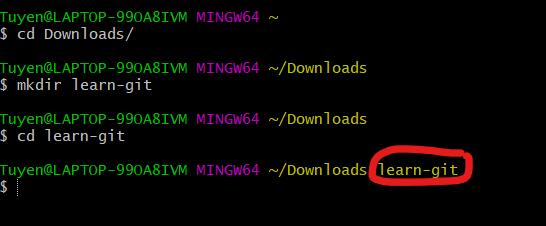 Tuyen@LAPTOP-99OA8IVM MINGW64 ~
$ cd Downloads/
Tuyen@LAPTOP-99OA8IVM MINGW64 ~/Downloads
$ mkdir learn-git
Tuyen@LAPTOP-99OA8IVM MINGW64 ~/Downloads
$ cd learn-git
Tuyen@LAPTOP-99OA8IVM MINGW64 ~/Downloads/learn-git
$